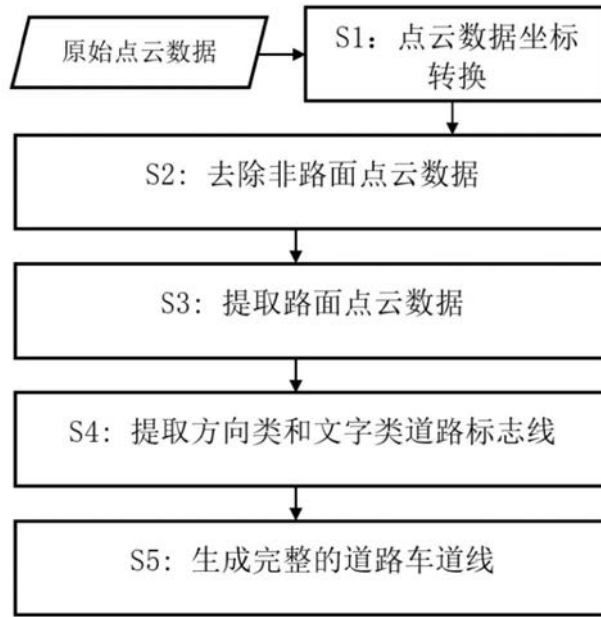 原始点云数据
S1：点云数据坐标
转换
S2: 去除非路面点云数据
S3: 提取路面点云数据
S4: 提取方向类和文字类道路标志线
S5: 生成完整的道路车道线